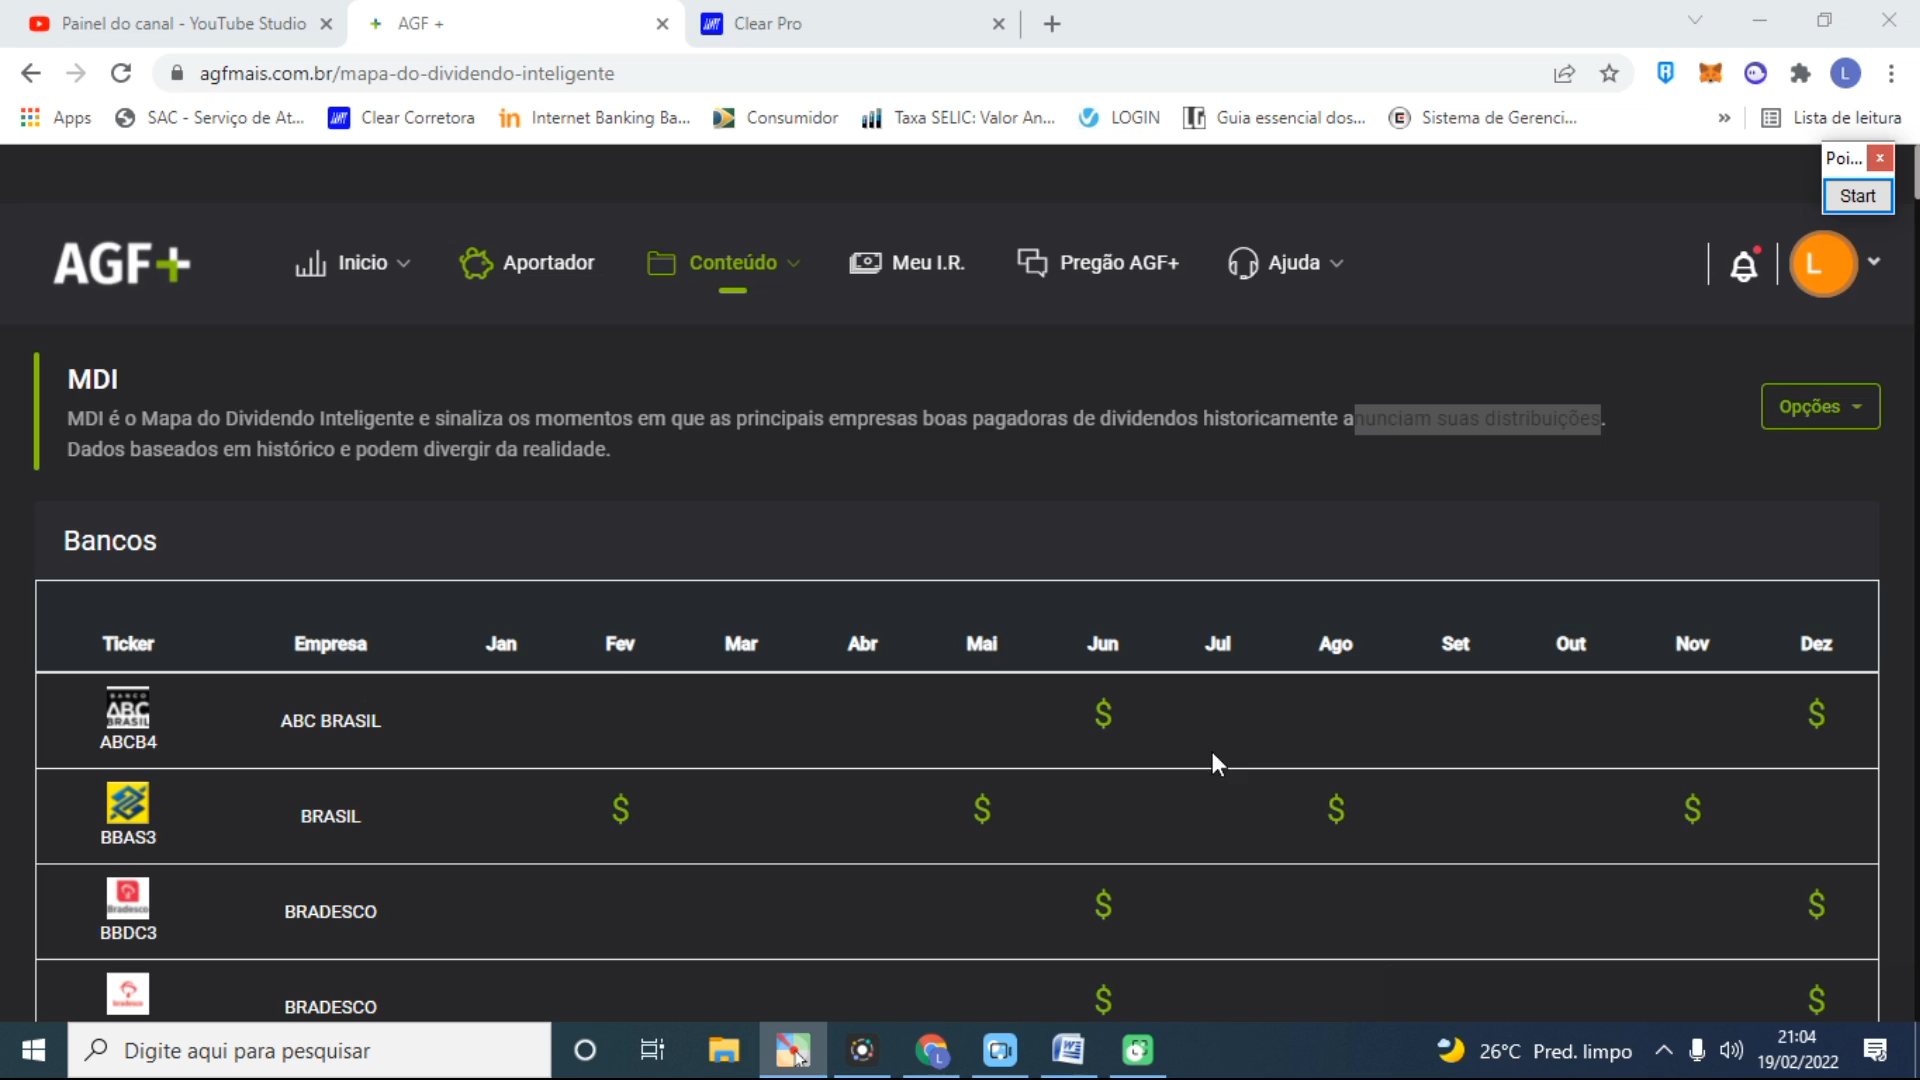 Painel do canal - YouTube Studio
AGF +
Clear Pro
agfmais.com.br/mapa-do-dividendo-inteligente
L
Apps
SAC - Serviço de At...
Clear Corretora
Internet Banking Ba...
Consumidor
Taxa SELIC: Valor An...
LOGIN
Guia essencial dos...
Sistema de Gerenci...
»
Lista de leitura
Poi...
Start
AGF+
Inicio
Aportador
Conteúdo
Meu I.R.
Pregão AGF+
Ajuda
L
MDI
MDI é o Mapa do Dividendo Inteligente e sinaliza os momentos em que as principais empresas boas pagadoras de dividendos historicamente anunciam suas distribuições.
Dados baseados em histórico e podem divergir da realidade.
Opções
Bancos
Ticker Empresa Jan Fev Mar Abr Mai Jun Jul Ago Set Out Nov Dez
BANCO ABC BRASIL
ABCB4 ABC BRASIL $ $
BBAS3 BRASIL $ $ $ $
Bradesco
BBDC3 BRADESCO $ $
bradesco
BRADESCO $ $
Digite aqui para pesquisar
26°C Pred. limpo
21:04
19/02/2022